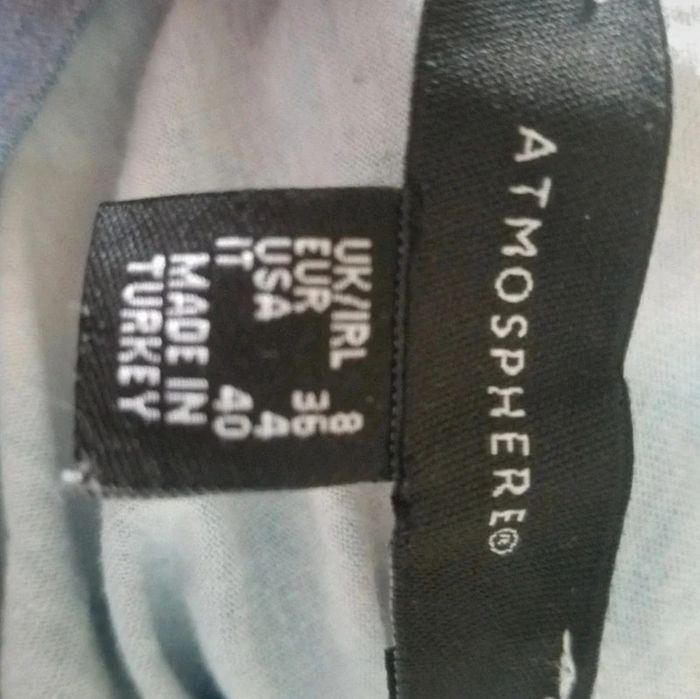 ATMOSPHERE®
UK/IRL 8
EUR 36
USA 4
IT 40
MADE IN
TURKEY